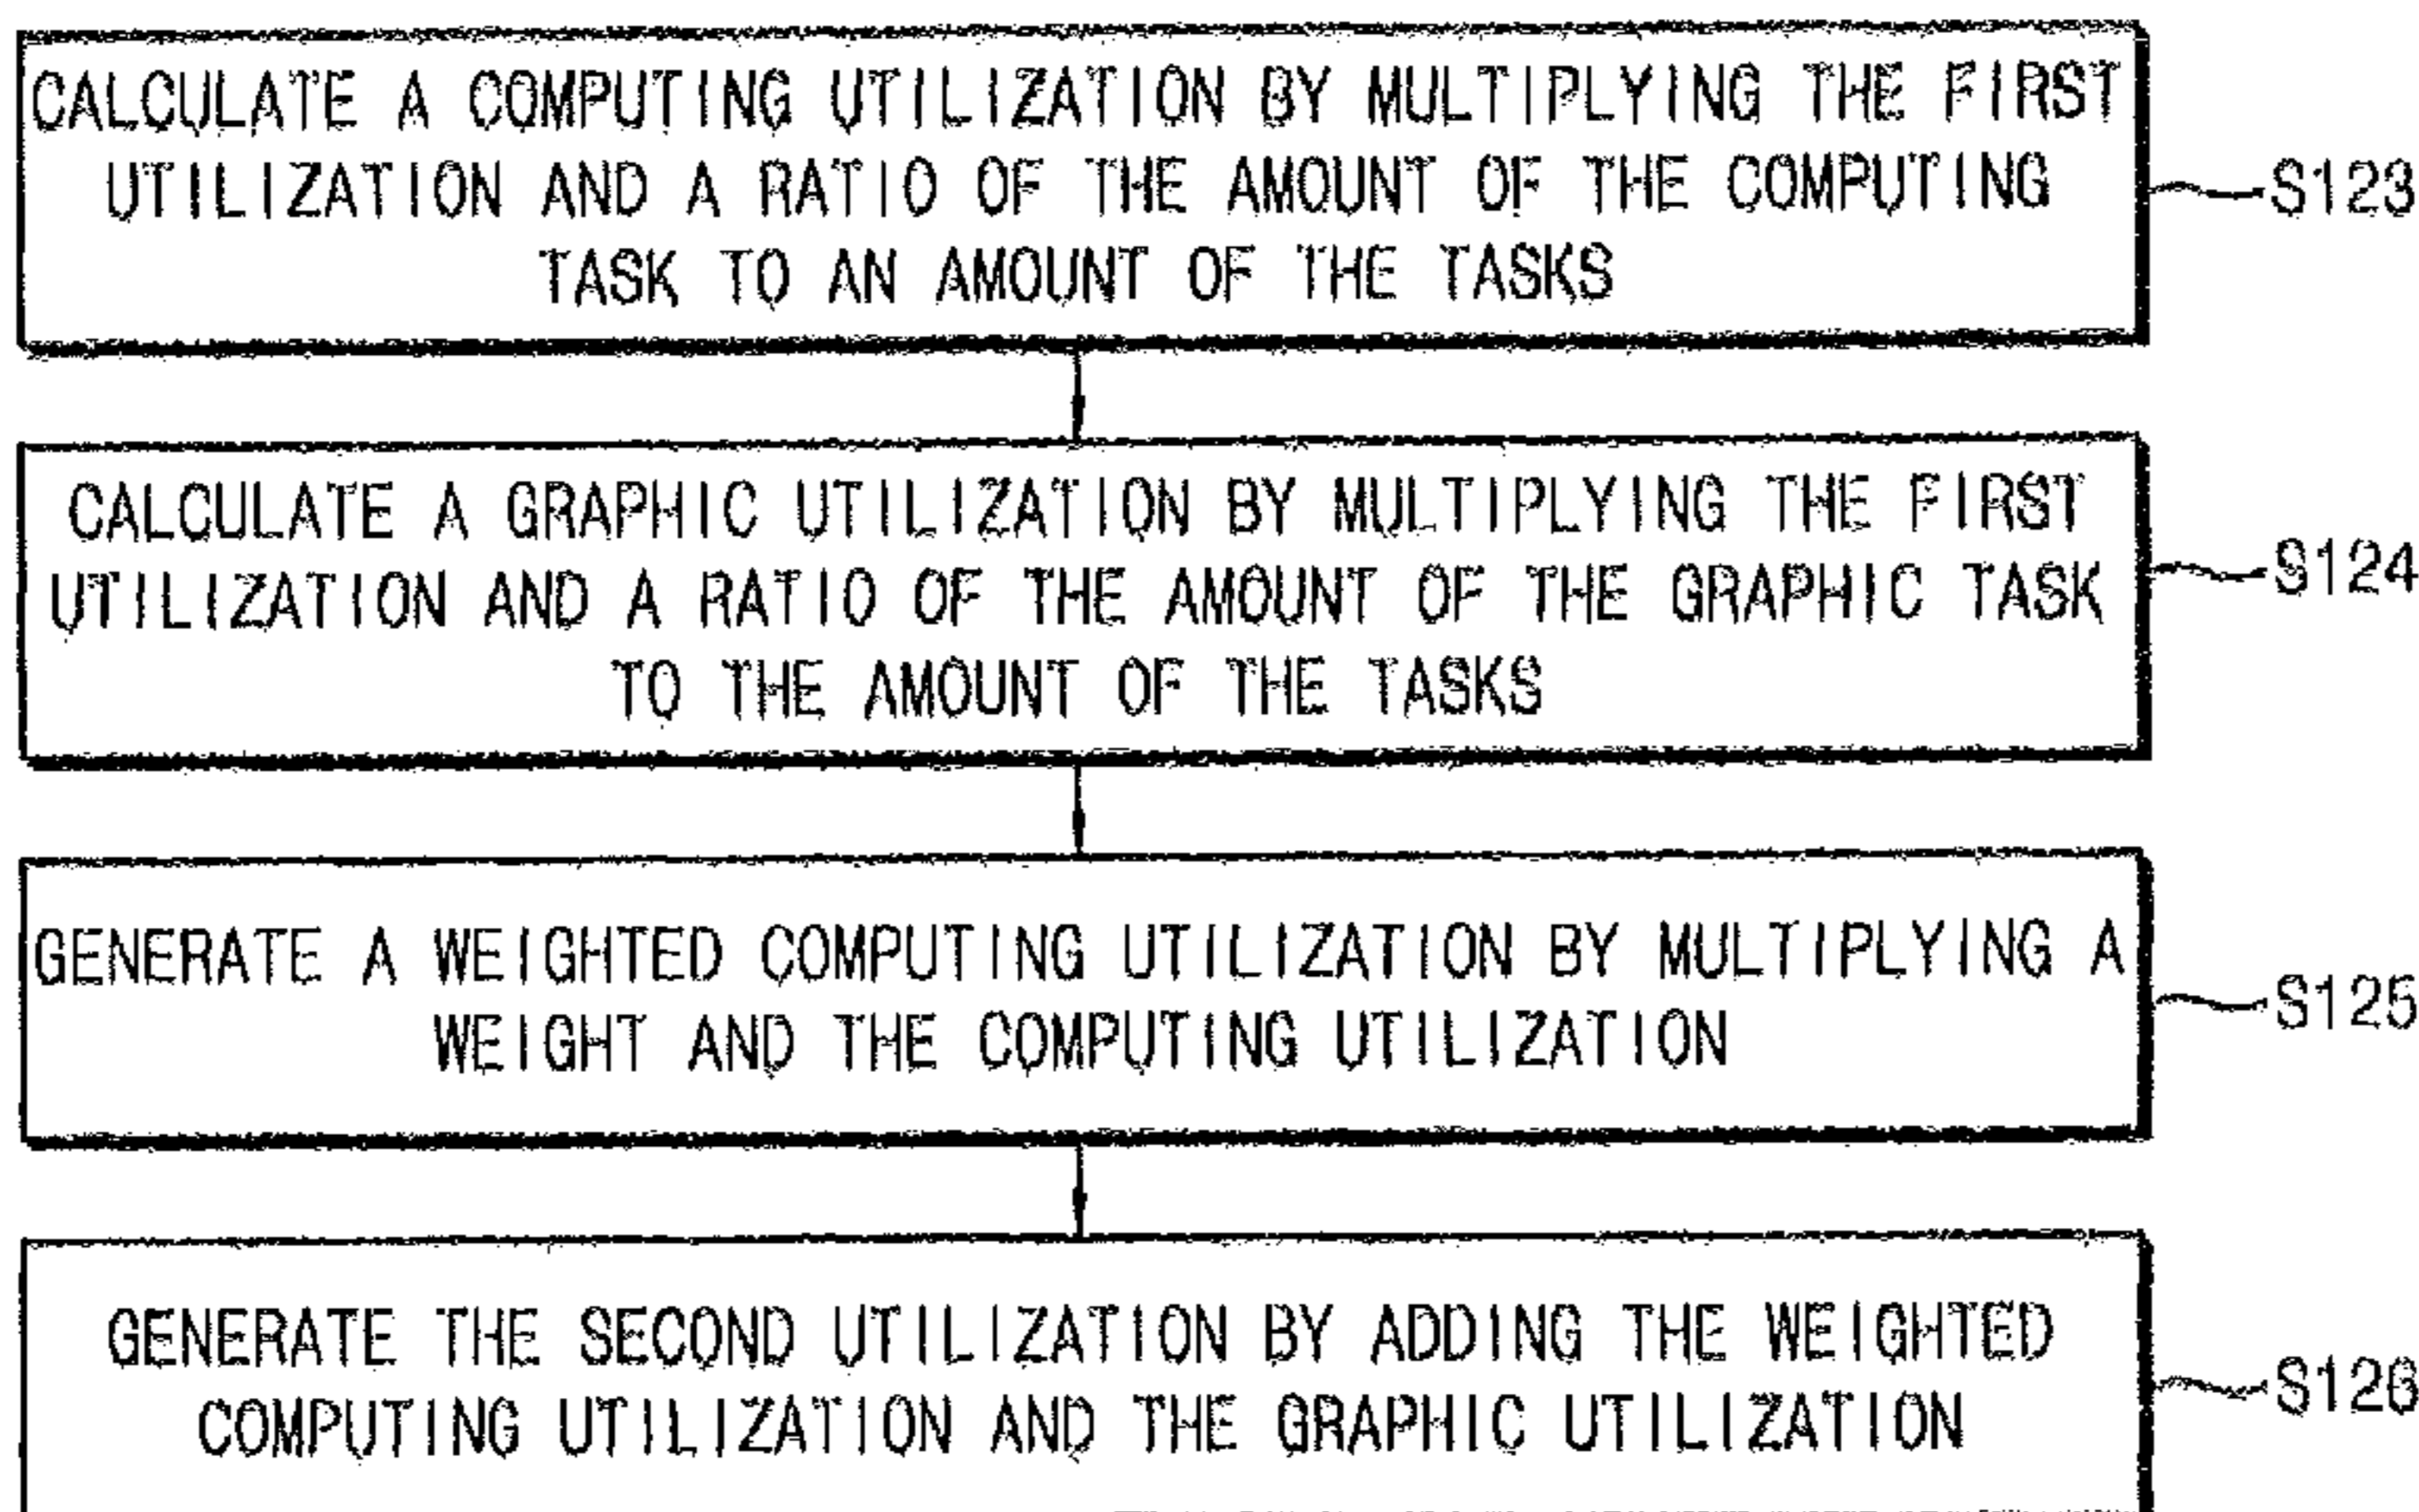 CALCULATE A COMPUTING UTILIZATION BY MULTIPLYING THE FIRST
UTILIZATION AND A RATIO OF THE AMOUNT OF THE COMPUTING
TASK TO AN AMOUNT OF THE TASKS
S123
CALCULATE A GRAPHIC UTILIZATION BY MULTIPLYING THE FIRST
UTILIZATION AND A RATIO OF THE AMOUNT OF THE GRAPHIC TASK
TO THE AMOUNT OF THE TASKS
S124
GENERATE A WEIGHTED COMPUTING UTILIZATION BY MULTIPLYING A
WEIGHT AND THE COMPUTING UTILIZATION
S125
GENERATE THE SECOND UTILIZATION BY ADDING THE WEIGHTED
COMPUTING UTILIZATION AND THE GRAPHIC UTILIZATION
S126